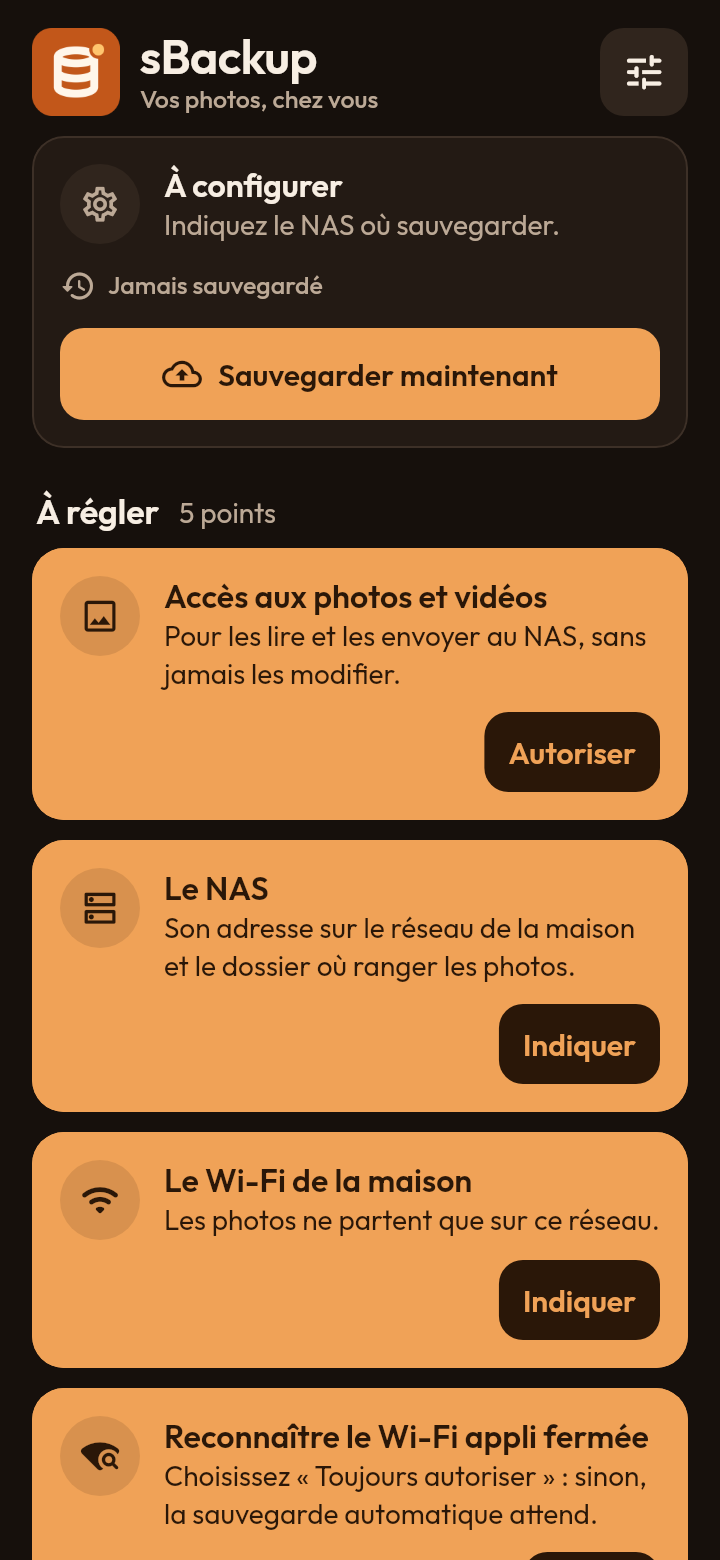 sBackup
Vos photos, chez vous
À configurer
Indiquez le NAS où sauvegarder.
Jamais sauvegardé
Sauvegarder maintenant
À régler 5 points
Accès aux photos et vidéos
Pour les lire et les envoyer au NAS, sans
jamais les modifier.
Autoriser
Le NAS
Son adresse sur le réseau de la maison
et le dossier où ranger les photos.
Indiquer
Le Wi-Fi de la maison
Les photos ne partent que sur ce réseau.
Indiquer
Reconnaître le Wi-Fi appli fermée
Choisissez « Toujours autoriser » : sinon,
la sauvegarde automatique attend.